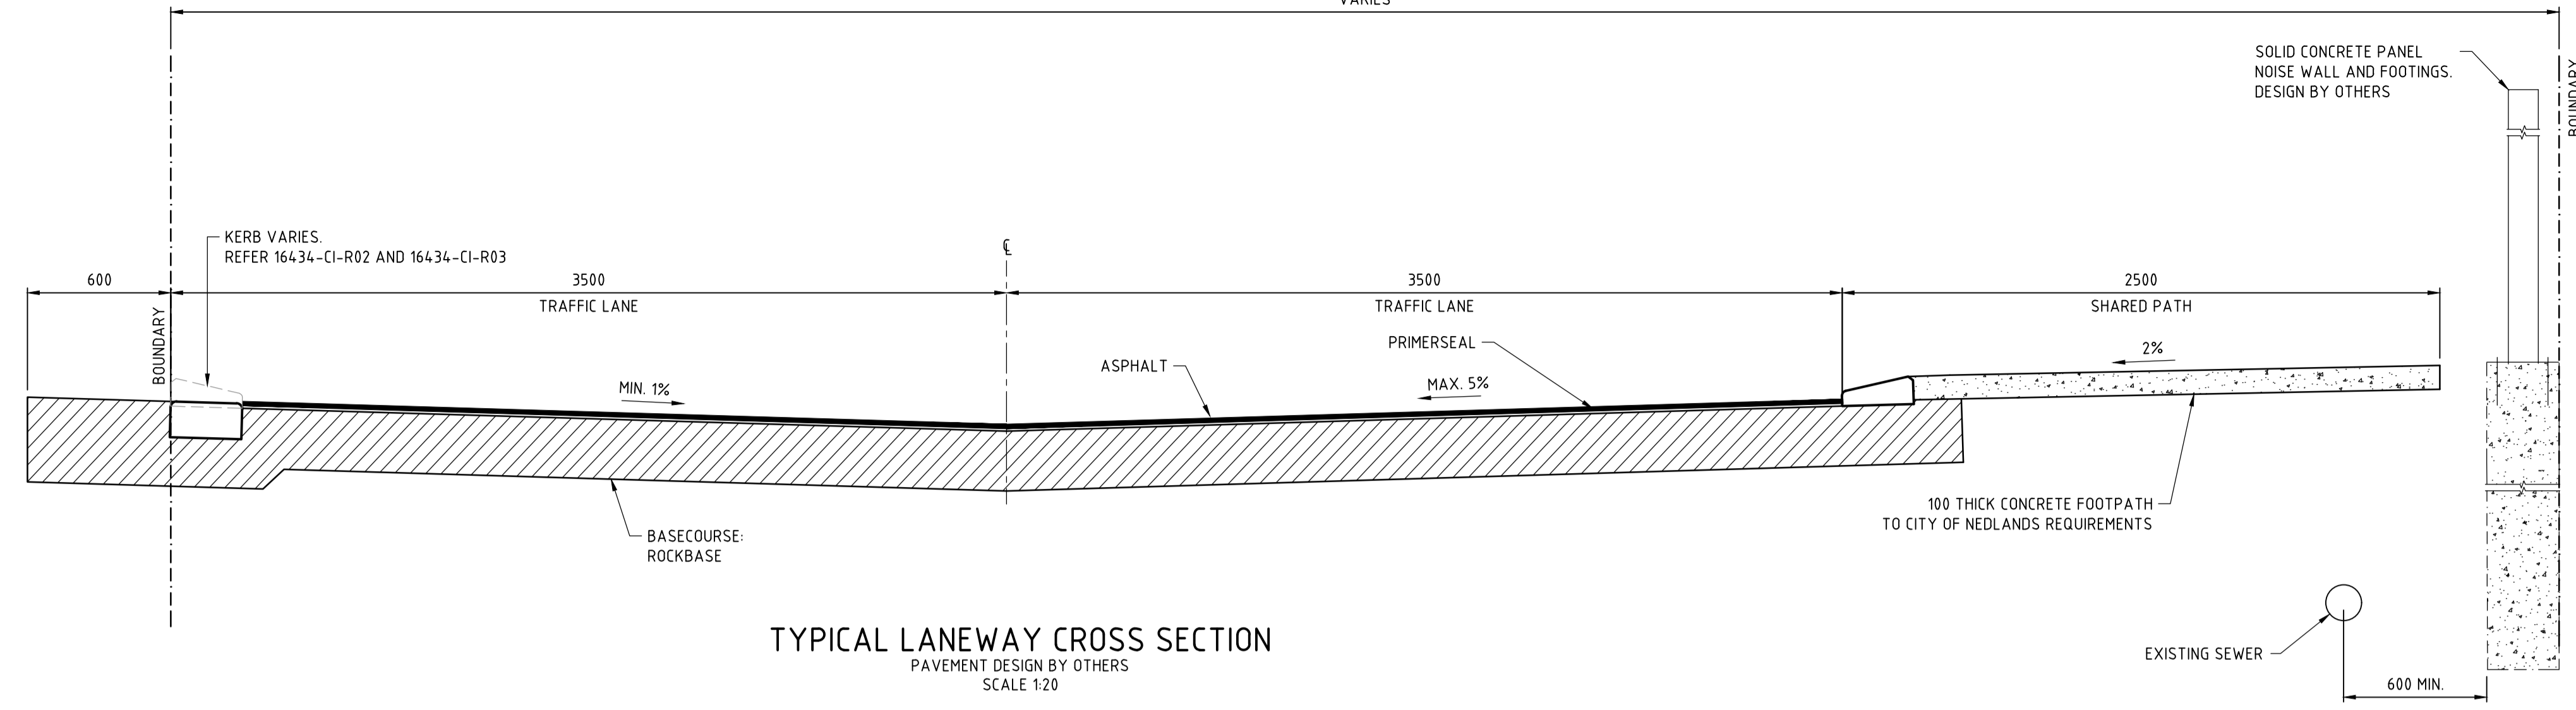 VARIES
SOLID CONCRETE PANEL
NOISE WALL AND FOOTINGS.
DESIGN BY OTHERS
BOUNDARY
KERB VARIES.
REFER 16434-CI-R02 AND 16434-CI-R03
℄
600
3500
3500
2500
TRAFFIC LANE
TRAFFIC LANE
SHARED PATH
BOUNDARY
PRIMERSEAL
2%
ASPHALT
MIN. 1%
MAX. 5%
100 THICK CONCRETE FOOTPATH
TO CITY OF NEDLANDS REQUIREMENTS
BASECOURSE:
ROCKBASE
TYPICAL LANEWAY CROSS SECTION
PAVEMENT DESIGN BY OTHERS
SCALE 1:20
EXISTING SEWER
600 MIN.